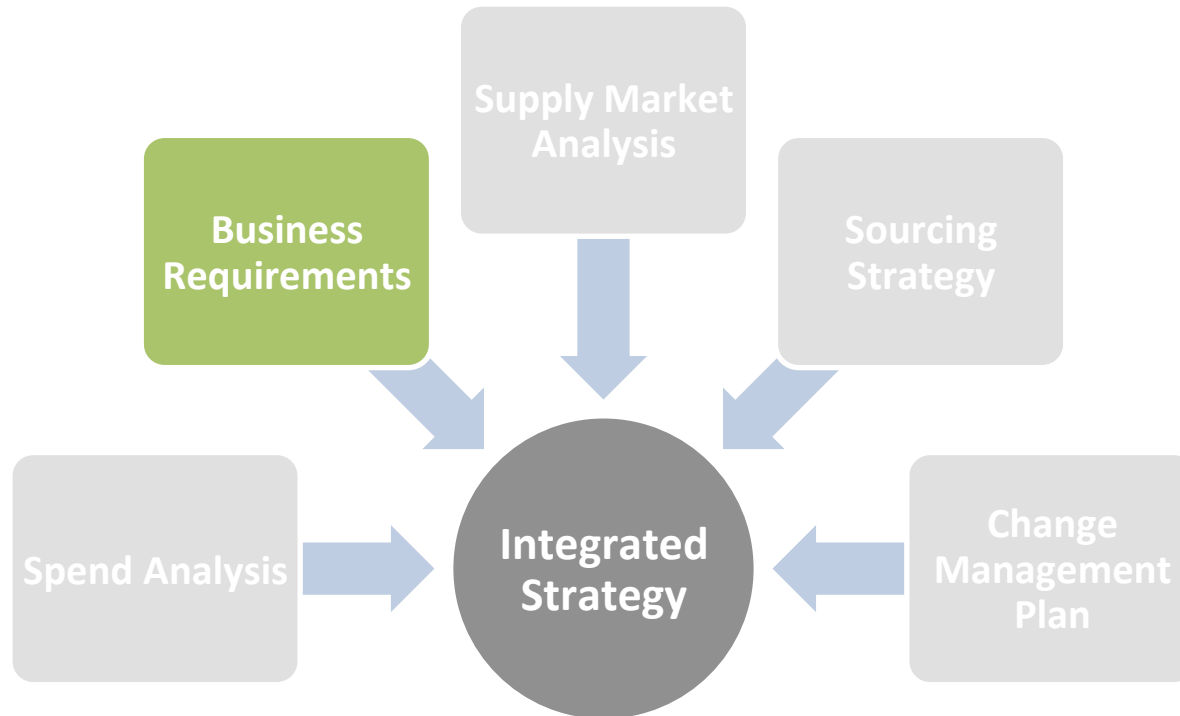 Supply Market
Analysis
Business
Requirements
Sourcing
Strategy
Spend Analysis
Integrated
Strategy
Change
Management
Plan